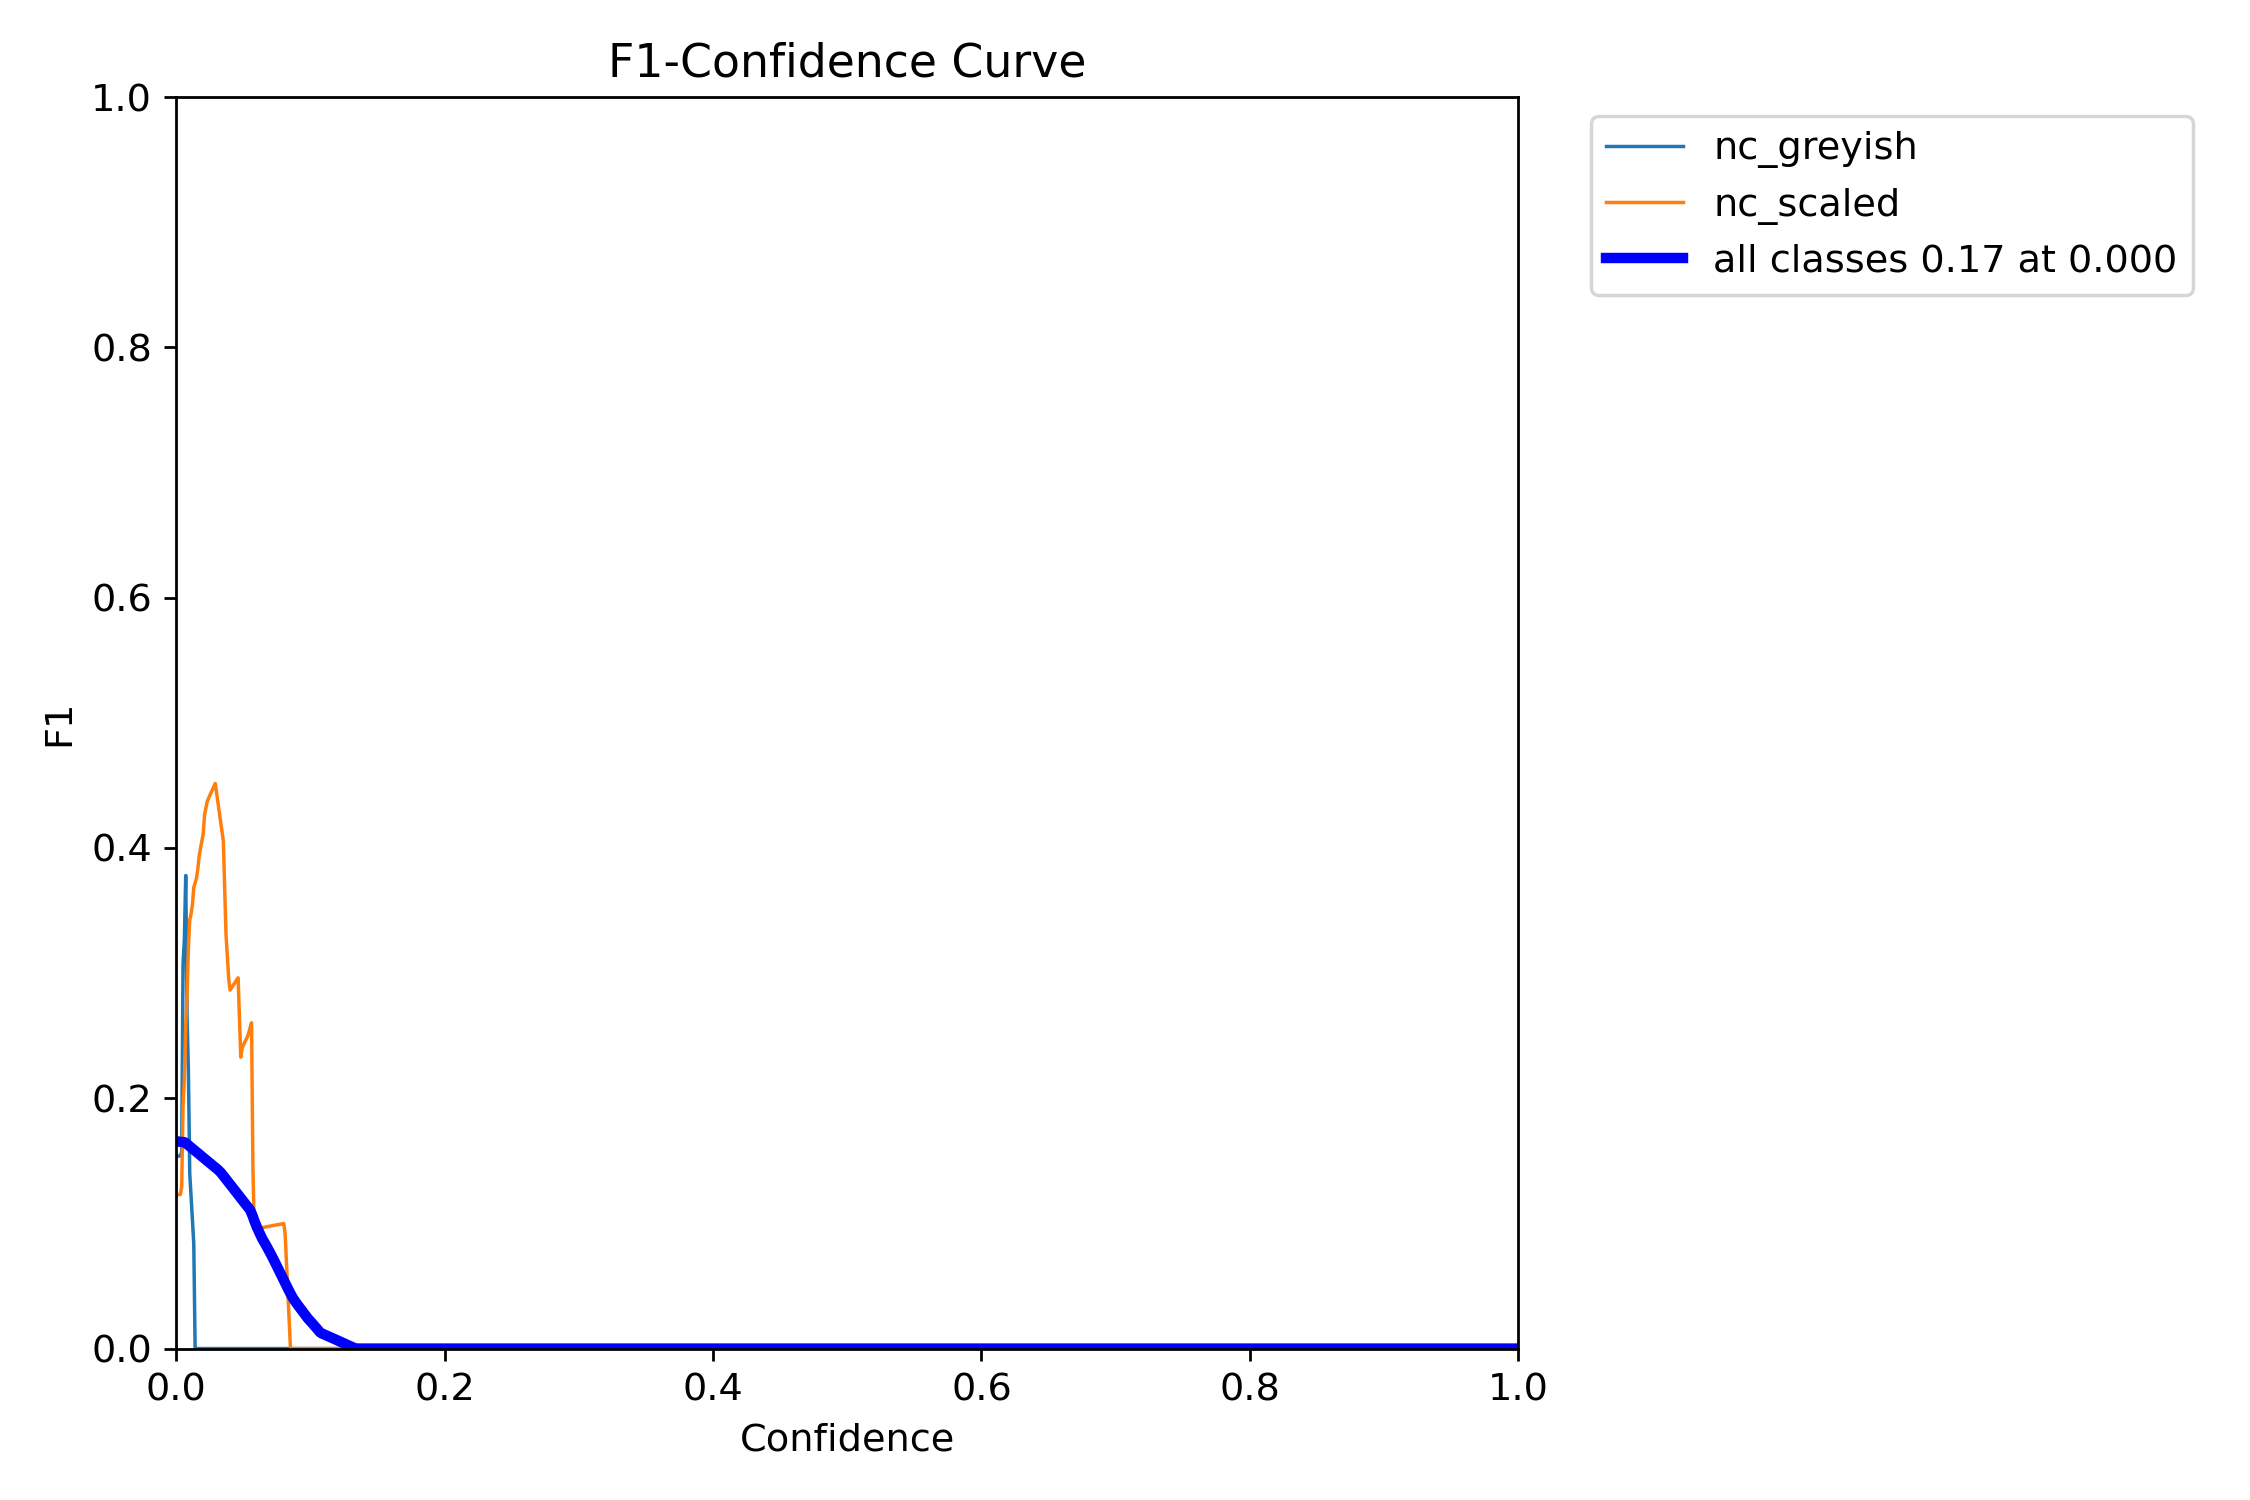 F1-Confidence Curve
1.0
0.8
0.6
0.4
0.2
0.0
F1
0.0 0.2 0.4 0.6 0.8 1.0
Confidence
nc_greyish
nc_scaled
all classes 0.17 at 0.000